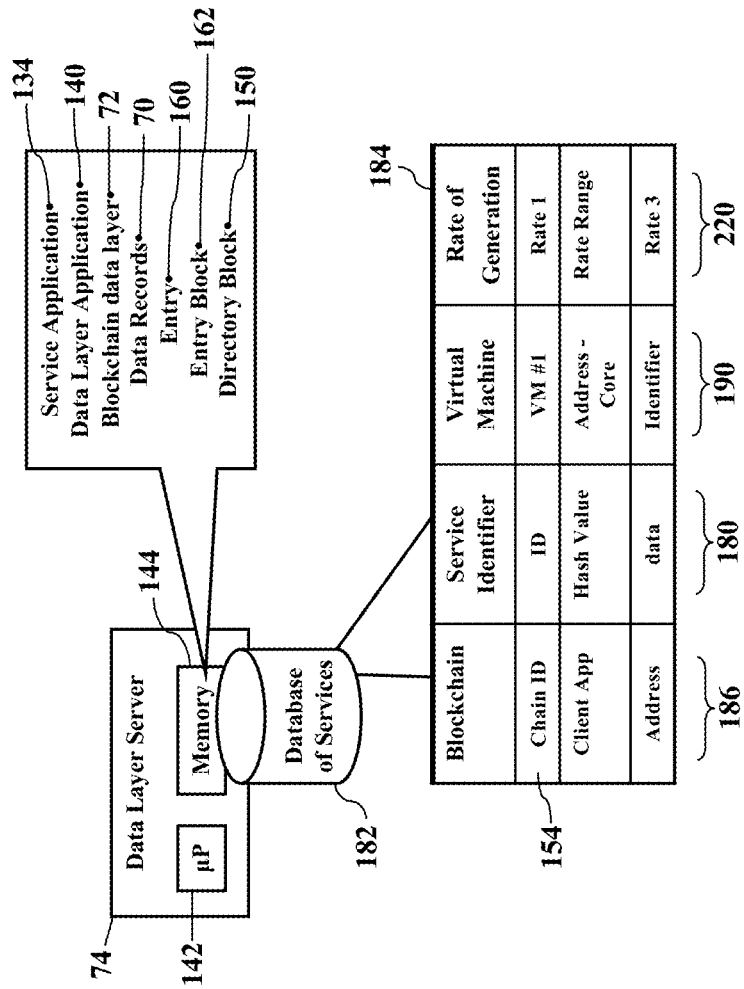 Data Layer Server
74
µP
142
Memory
144
Service Application•
134
Data Layer Application•
140
Blockchain data layer•
72
Data Records•
70
Entry•
160
Entry Block•
162
Directory Block•
150
Database
of Services
182
184
Blockchain
Service
Identifier
Virtual
Machine
Rate of
Generation
Chain ID
ID
VM #1
Rate 1
Client App
Hash Value
Address -
Core
Rate Range
Address
data
Identifier
Rate 3
154
186
180
190
220